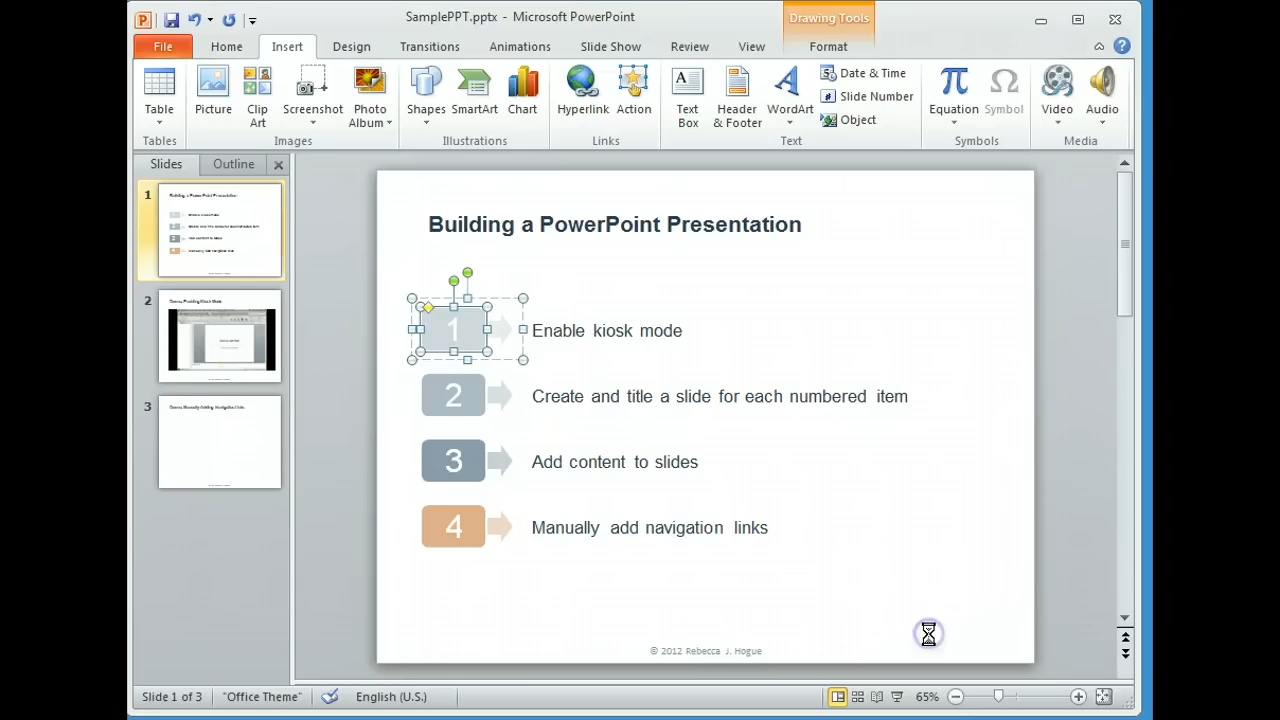 SamplePPT.pptx - Microsoft PowerPoint
Drawing Tools
File Home Insert Design Transitions Animations Slide Show Review View Format
Table Picture Clip Art Screenshot Photo Album Shapes SmartArt Chart Hyperlink Action Text Box Header & Footer WordArt Date & Time Slide Number Object Equation Symbol Video Audio
Tables Images Illustrations Links Text Symbols Media
Slides Outline
1
2
3
Building a PowerPoint Presentation
1 Enable kiosk mode
2 Create and title a slide for each numbered item
3 Add content to slides
4 Manually add navigation links
© 2012 Rebecca J. Hogue
Slide 1 of 3 "Office Theme" English (U.S.) 65%